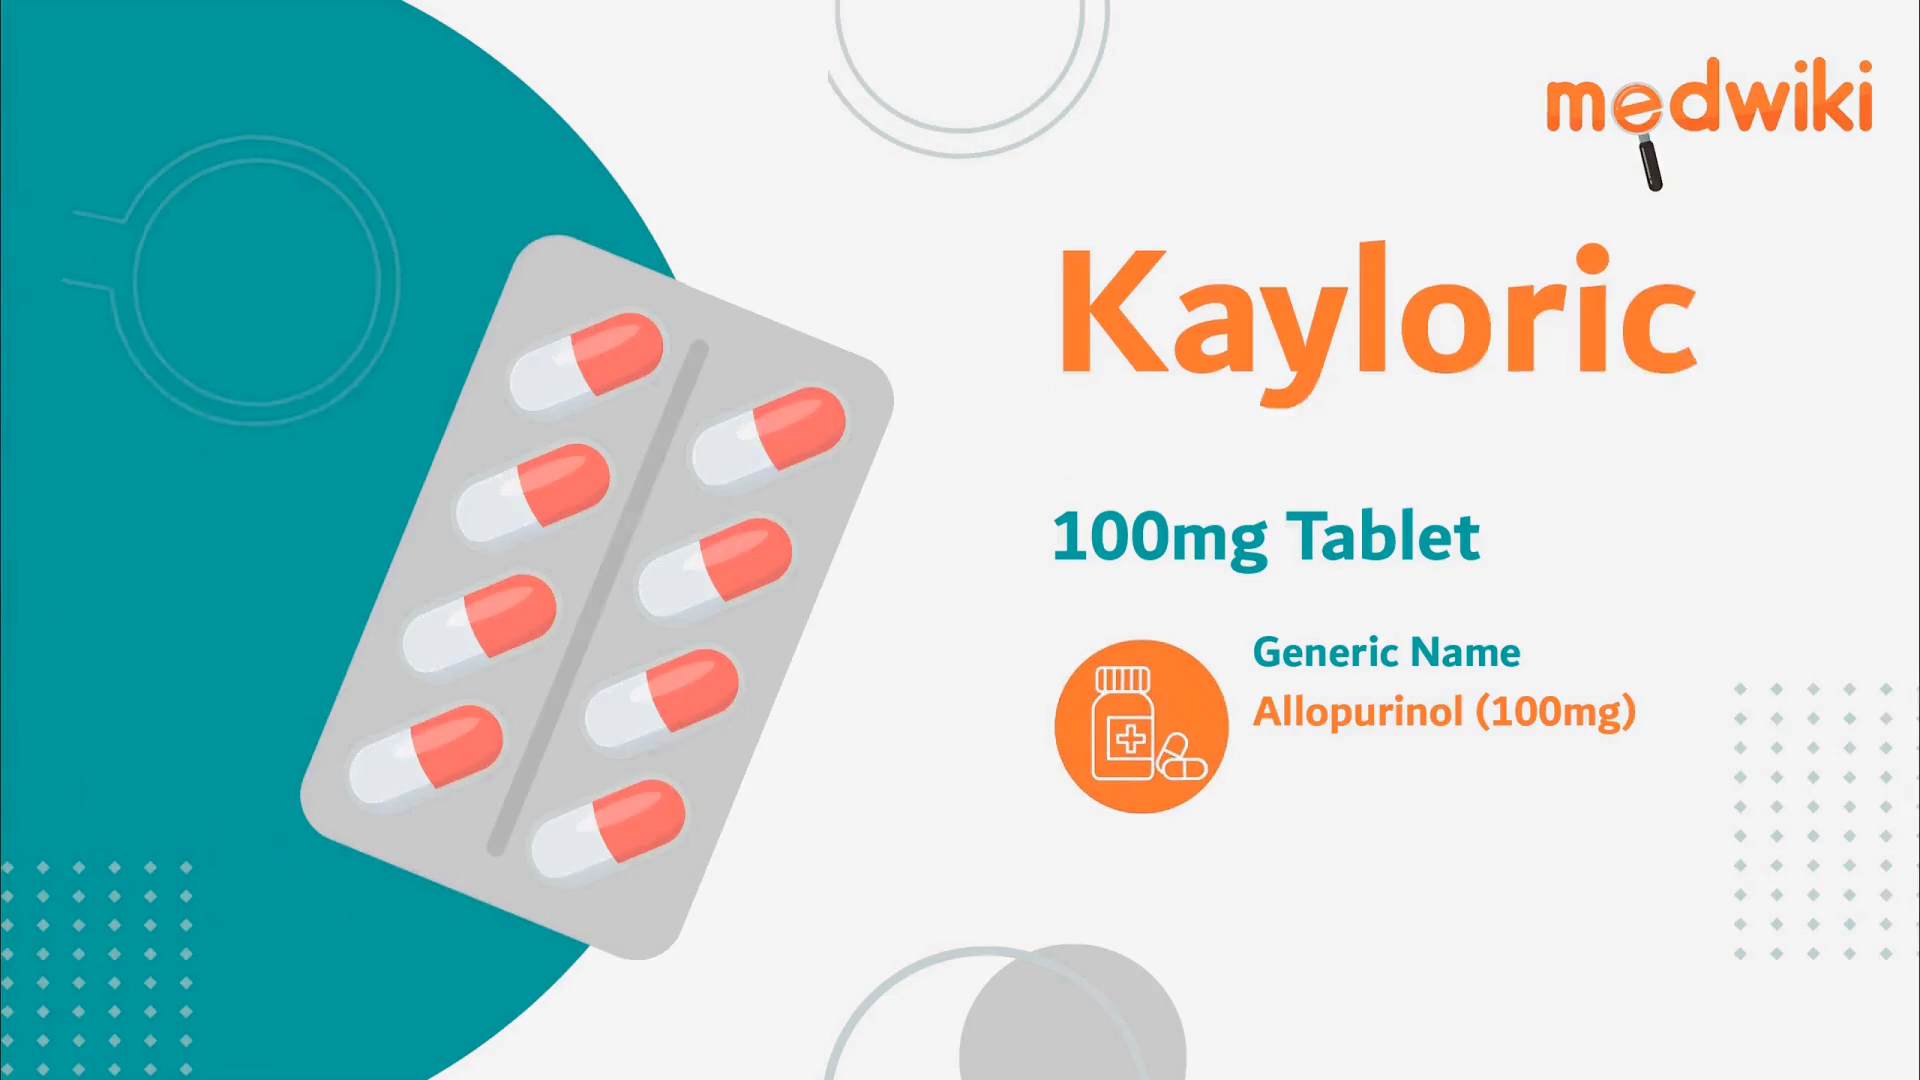 medwiki
Kayloric
100mg Tablet
Generic Name
Allopurinol (100mg)